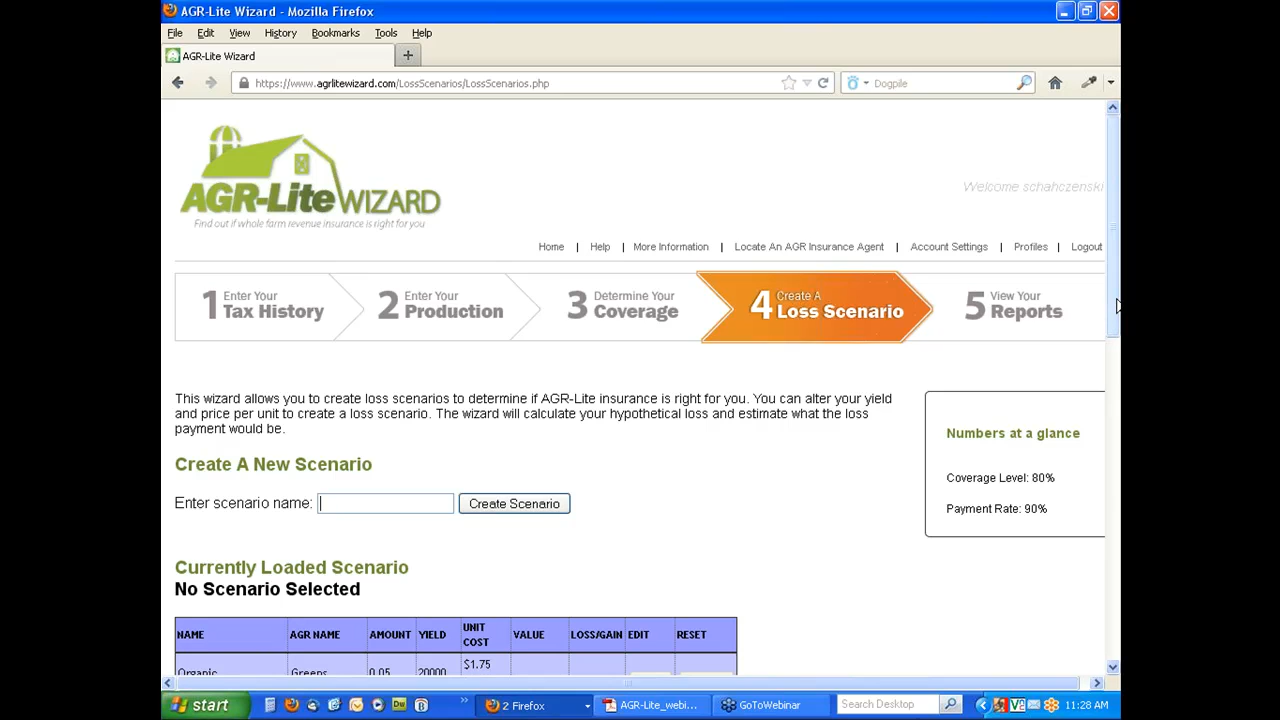 AGR-Lite Wizard - Mozilla Firefox
File Edit View History Bookmarks Tools Help
AGR-Lite Wizard
https://www.agrlitewizard.com/LossScenarios/LossScenarios.php
Dogpile
AGR-Lite WIZARD
Find out if whole farm revenue insurance is right for you
Welcome schahczenski
Home | Help | More Information | Locate An AGR Insurance Agent | Account Settings | Profiles | Logout
1 Enter Your Tax History
2 Enter Your Production
3 Determine Your Coverage
4 Create A Loss Scenario
5 View Your Reports
This wizard allows you to create loss scenarios to determine if AGR-Lite insurance is right for you. You can alter your yield
and price per unit to create a loss scenario. The wizard will calculate your hypothetical loss and estimate what the loss
payment would be.
Numbers at a glance
Coverage Level: 80%
Payment Rate: 90%
Create A New Scenario
Enter scenario name: Create Scenario
Currently Loaded Scenario
No Scenario Selected
NAME AGR NAME AMOUNT YIELD UNIT COST VALUE LOSS/GAIN EDIT RESET
Organic Greens 0.05 20000 $1.75
start 2 Firefox AGR-Lite_webi... GoToWebinar Search Desktop 11:28 AM